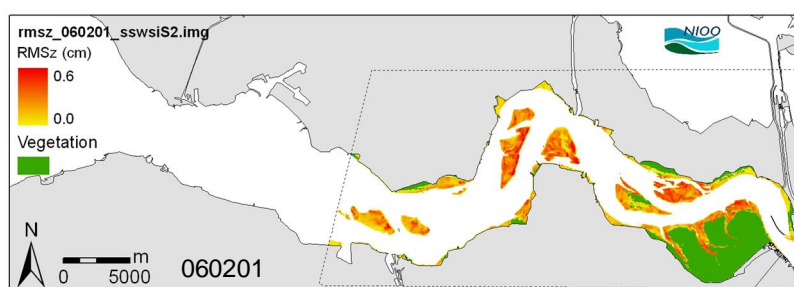 rmsz_060201_sswsiS2.img
RMSz (cm)
0.6
0.0
Vegetation
NIOO
N
m
0 5000
060201